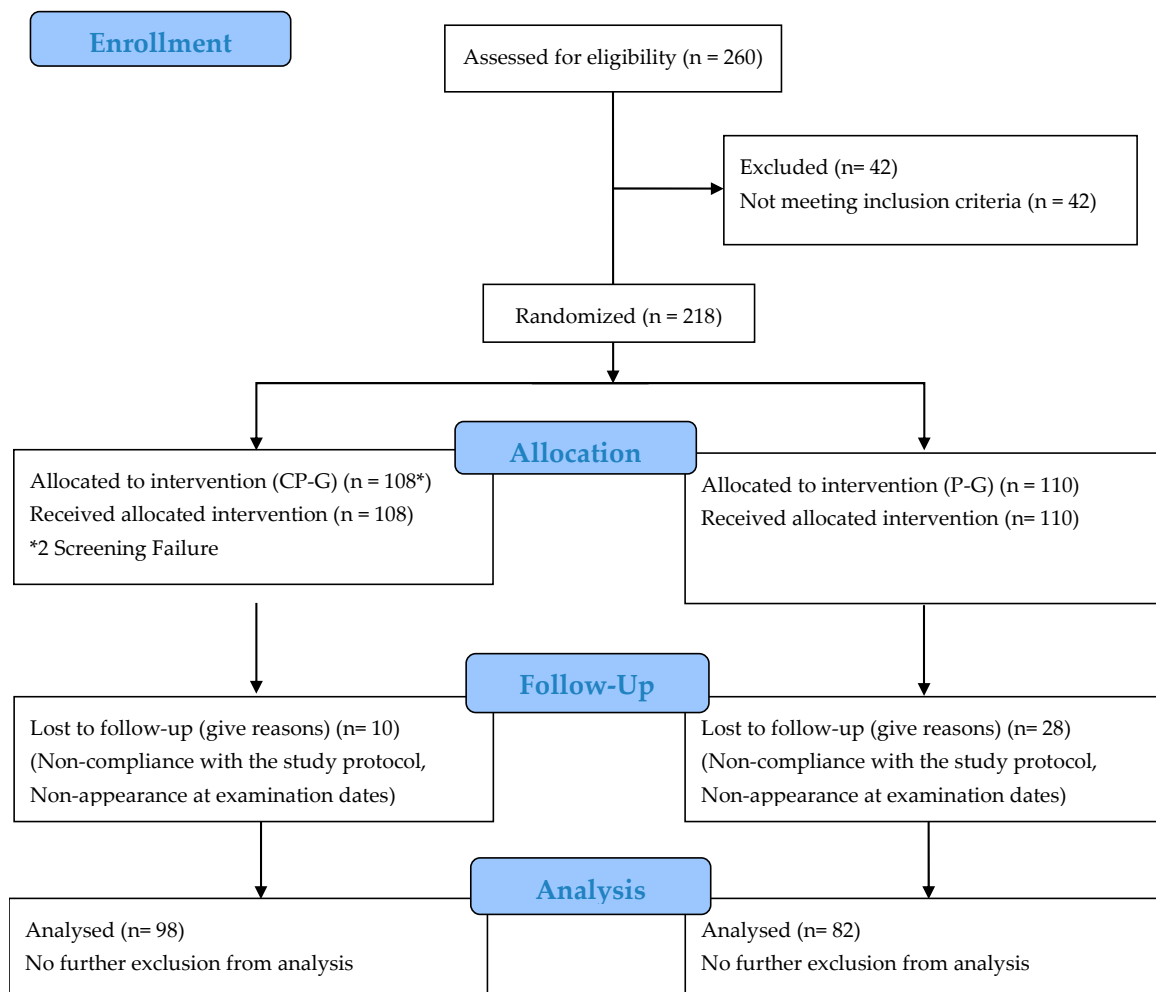 Enrollment
Assessed for eligibility (n = 260)
Excluded (n= 42)
Not meeting inclusion criteria (n = 42)
Randomized (n = 218)
Allocation
Allocated to intervention (CP-G) (n = 108*)
Received allocated intervention (n = 108)
*2 Screening Failure
Allocated to intervention (P-G) (n = 110)
Received allocated intervention (n= 110)
Follow-Up
Lost to follow-up (give reasons) (n= 10)
(Non-compliance with the study protocol,
Non-appearance at examination dates)
Lost to follow-up (give reasons) (n= 28)
(Non-compliance with the study protocol,
Non-appearance at examination dates)
Analysis
Analysed (n= 98)
No further exclusion from analysis
Analysed (n= 82)
No further exclusion from analysis